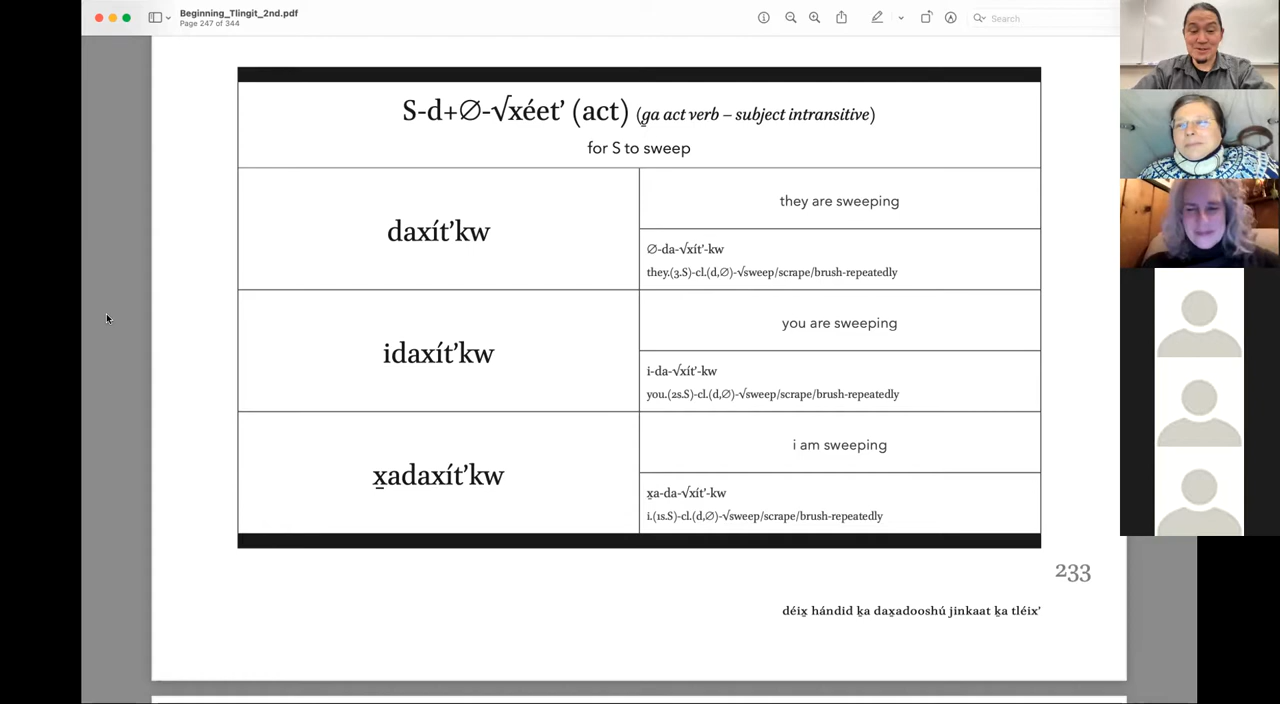 Beginning_Tlingit_2nd.pdf
Page 247 of 344
Search
S-d+∅-√xéet’ (act) (g̱a act verb – subject intransitive)
for S to sweep
daxít’kw
they are sweeping
∅-da-√xít’-kw
they.(3.S)-cl.(d,∅)-√sweep/scrape/brush-repeatedly
idaxít’kw
you are sweeping
i-da-√xít’-kw
you.(2s.S)-cl.(d,∅)-√sweep/scrape/brush-repeatedly
x̱adaxít’kw
i am sweeping
x̱a-da-√xít’-kw
i.(1s.S)-cl.(d,∅)-√sweep/scrape/brush-repeatedly
233
déix̱ hándid ḵa dax̱adooshú jinkaat ḵa tléix’